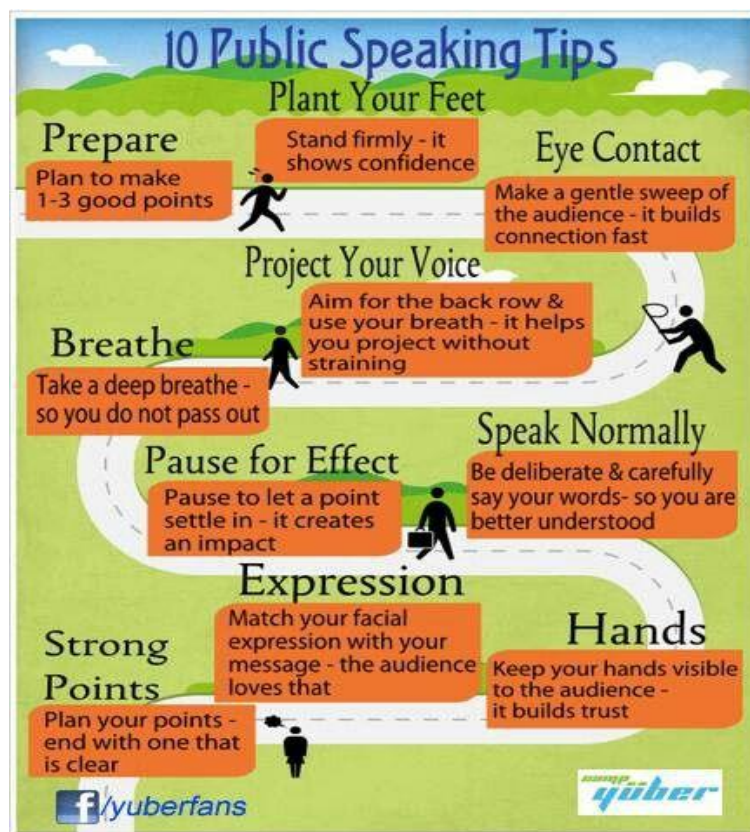 10 Public Speaking Tips
Prepare
Plan to make
1-3 good points
Plant Your Feet
Stand firmly - it
shows confidence
Eye Contact
Make a gentle sweep of
the audience - it builds
connection fast
Project Your Voice
Aim for the back row &
use your breath - it helps
you project without
straining
Breathe
Take a deep breathe -
so you do not pass out
Pause for Effect
Pause to let a point
settle in - it creates
an impact
Speak Normally
Be deliberate & carefully
say your words- so you are
better understood
Hands
Keep your hands visible
to the audience -
it builds trust
Expression
Match your facial
expression with your
message - the audience
loves that
Strong
Points
Plan your points -
end with one that
is clear
f/yuberfans
camp
yüber